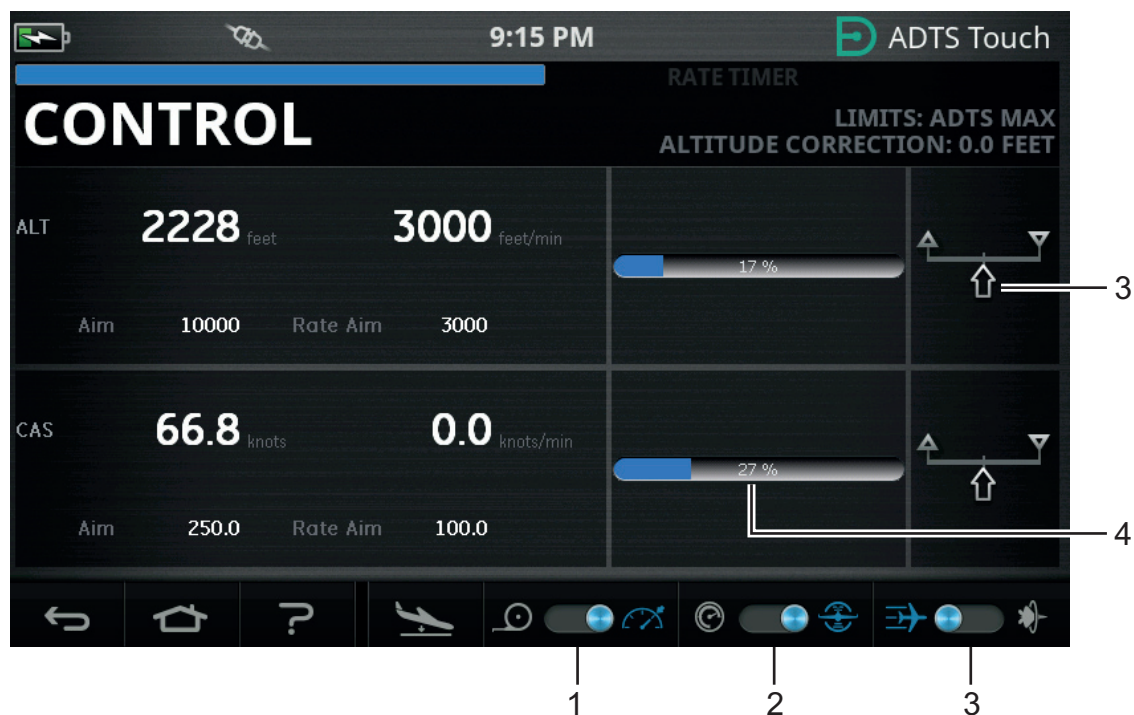 9:15 PM ADTS Touch
RATE TIMER
CONTROL
LIMITS: ADTS MAX
ALTITUDE CORRECTION: 0.0 FEET
ALT 2228 feet 3000 feet/min
17 %
3
Aim 10000 Rate Aim 3000
CAS 66.8 knots 0.0 knots/min
27 %
Aim 250.0 Rate Aim 100.0
4
?
1 2 3